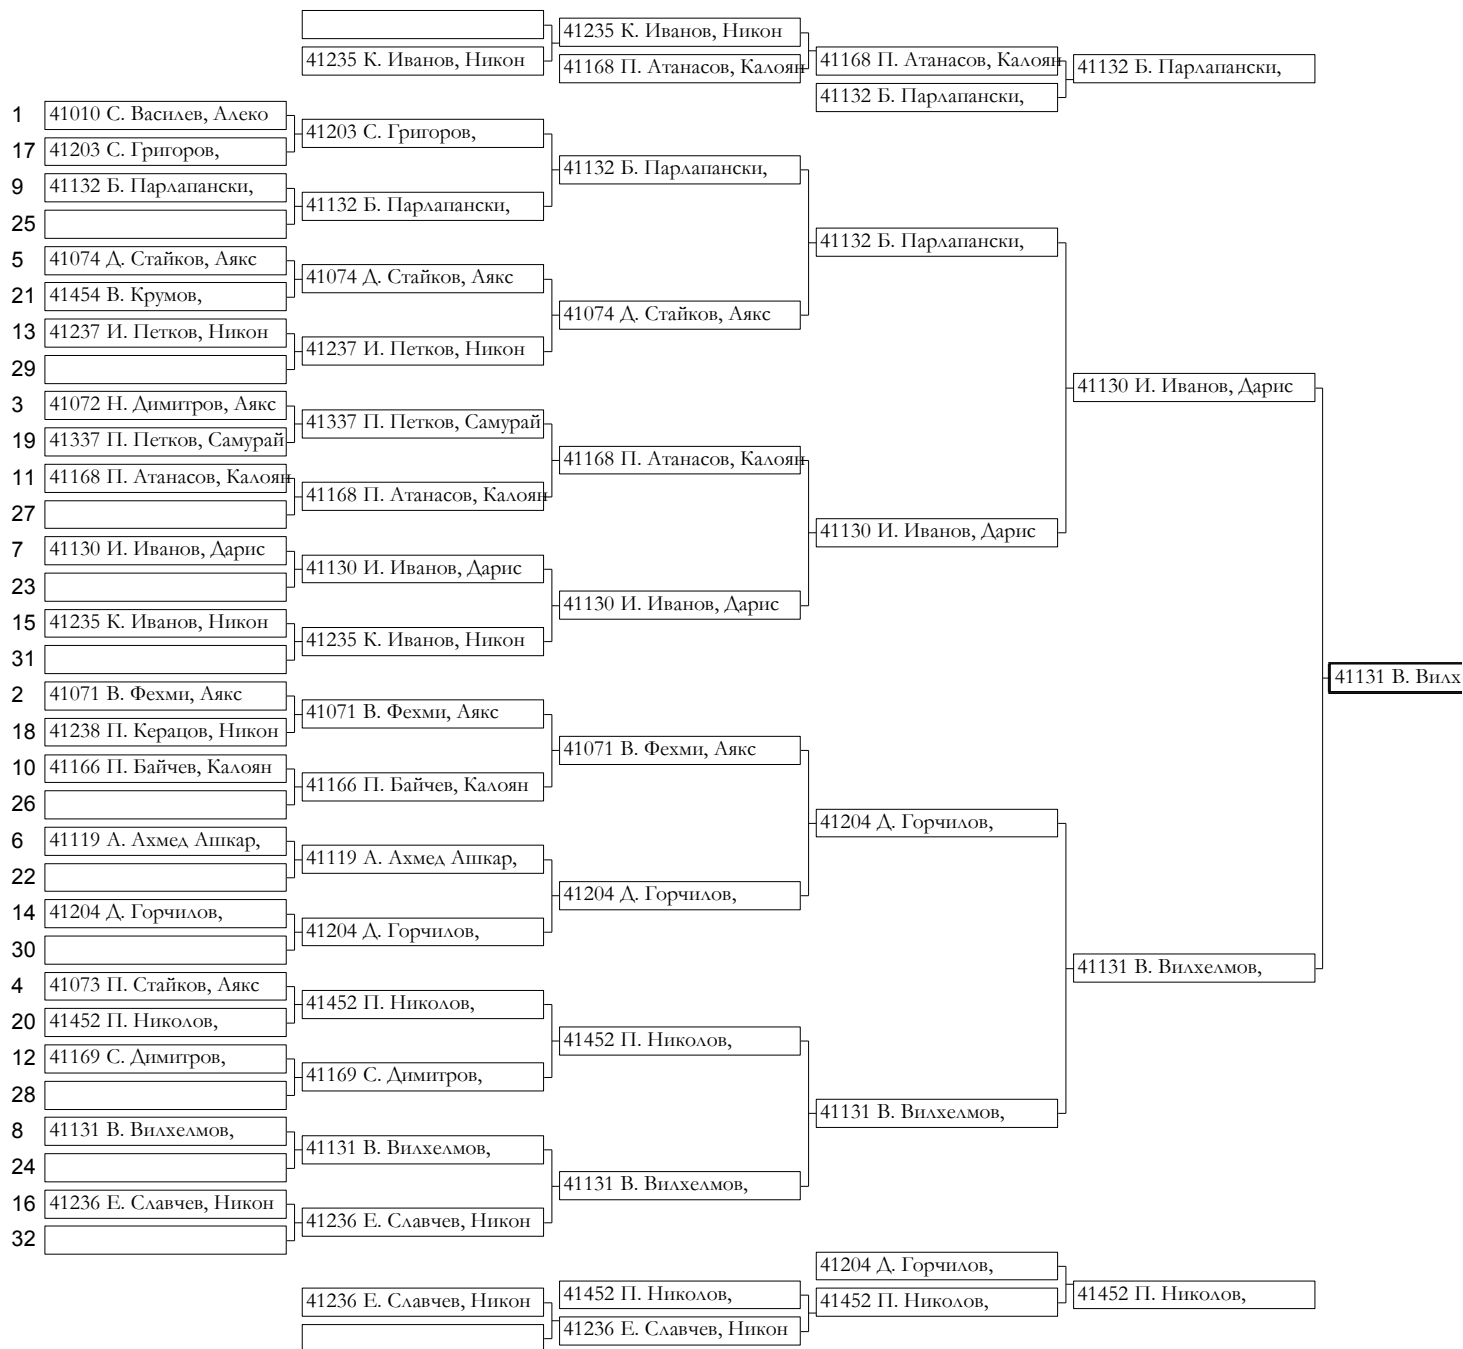 41235 К. Иванов, Никон
41235 К. Иванов, Никон
41168 П. Атанасов, Калоян
41168 П. Атанасов, Калоян
41132 Б. Парлапански,
41132 Б. Парлапански,
1 41010 С. Василев, Алеко
17 41203 С. Григоров,
9 41132 Б. Парлапански,
25
5 41074 Д. Стайков, Аякс
21 41454 В. Крумов,
13 41237 И. Петков, Никон
29
3 41072 Н. Димитров, Аякс
19 41337 П. Петков, Самурай
11 41168 П. Атанасов, Калоян
27
7 41130 И. Иванов, Дарис
23
15 41235 К. Иванов, Никон
31
2 41071 В. Фехми, Аякс
18 41238 П. Керацов, Никон
10 41166 П. Байчев, Калоян
26
6 41119 А. Ахмед Ашкар,
22
14 41204 Д. Горчилов,
30
4 41073 П. Стайков, Аякс
20 41452 П. Николов,
12 41169 С. Димитров,
28
8 41131 В. Вилхелмов,
24
16 41236 Е. Славчев, Никон
32
41203 С. Григоров,
41132 Б. Парлапански,
41074 Д. Стайков, Аякс
41237 И. Петков, Никон
41337 П. Петков, Самурай
41168 П. Атанасов, Калоян
41130 И. Иванов, Дарис
41235 К. Иванов, Никон
41071 В. Фехми, Аякс
41166 П. Байчев, Калоян
41119 А. Ахмед Ашкар,
41204 Д. Горчилов,
41452 П. Николов,
41169 С. Димитров,
41131 В. Вилхелмов,
41236 Е. Славчев, Никон
41132 Б. Парлапански,
41074 Д. Стайков, Аякс
41168 П. Атанасов, Калоян
41130 И. Иванов, Дарис
41071 В. Фехми, Аякс
41204 Д. Горчилов,
41452 П. Николов,
41131 В. Вилхелмов,
41132 Б. Парлапански,
41130 И. Иванов, Дарис
41204 Д. Горчилов,
41131 В. Вилхелмов,
41130 И. Иванов, Дарис
41131 В. Вилхелмов,
41131 В. Вилх
41236 Е. Славчев, Никон
41452 П. Николов,
41236 Е. Славчев, Никон
41204 Д. Горчилов,
41452 П. Николов,
41452 П. Николов,